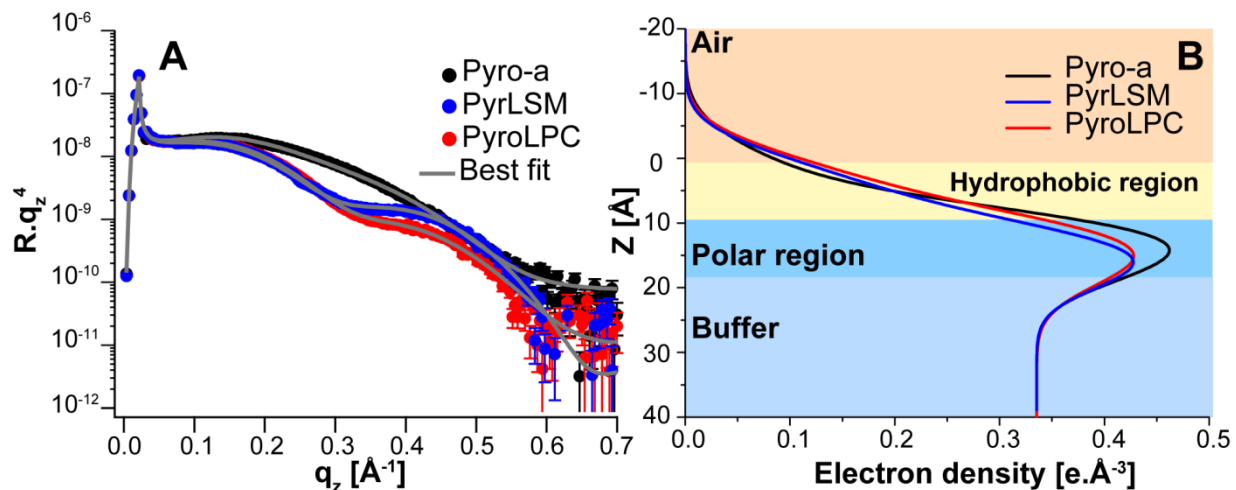 A
Pyro-a
PyrLSM
PyroLPC
Best fit
R.q_z^4
10^-6
10^-7
10^-8
10^-9
10^-10
10^-11
10^-12
0.0 0.1 0.2 0.3 0.4 0.5 0.6 0.7
q_z [Å^-1]
B
Air
Pyro-a
PyrLSM
PyroLPC
Hydrophobic region
Polar region
Buffer
Z [Å]
-20
-10
0
10
20
30
40
0.0 0.1 0.2 0.3 0.4 0.5
Electron density [e.Å^-3]